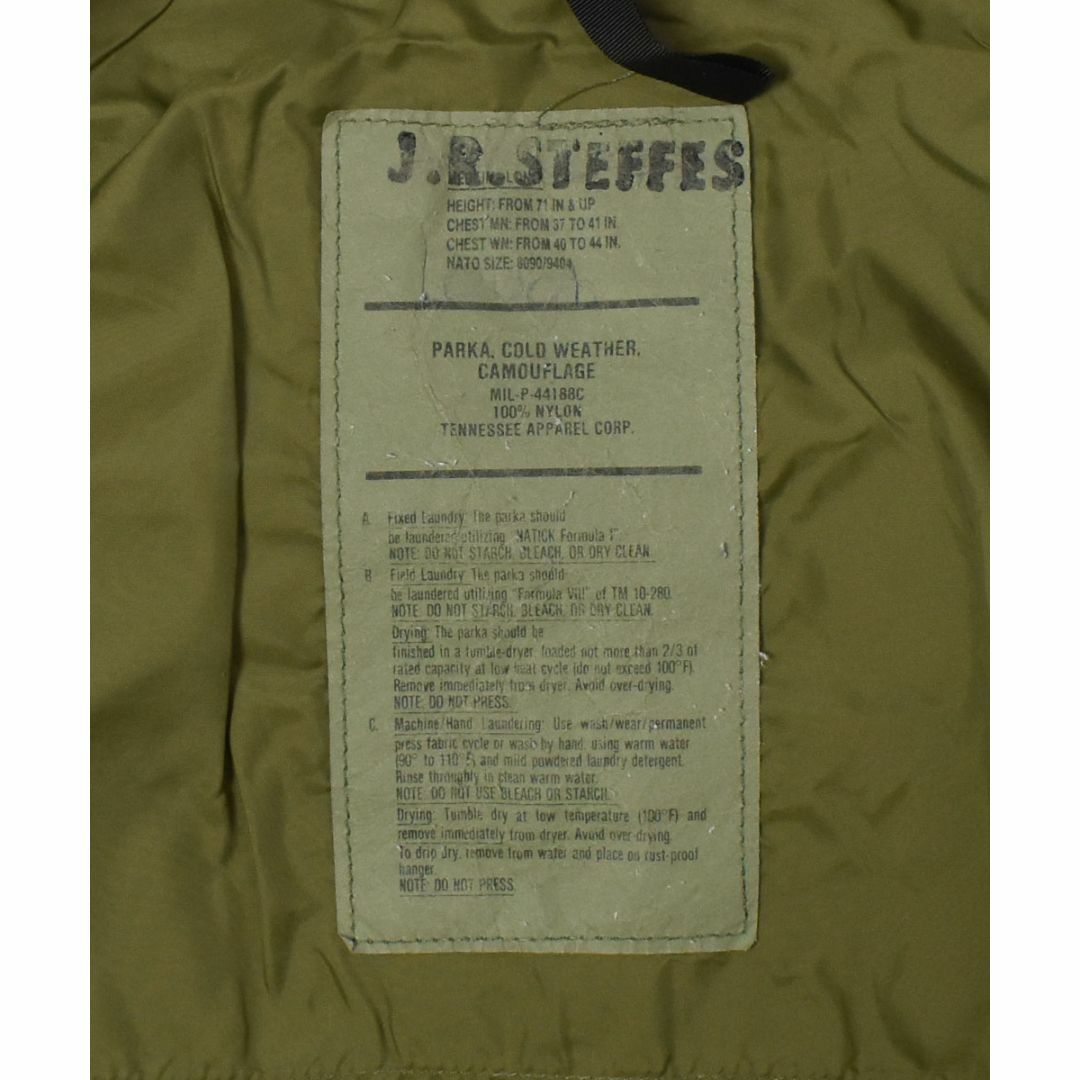 J.R.STEFFES
MEDIUM-LONG
HEIGHT: FROM 71 IN & UP
CHEST MN: FROM 37 TO 41 IN.
CHEST WN: FROM 40 TO 44 IN.
NATO SIZE: 8090/9404
PARKA, COLD WEATHER,
CAMOUFLAGE
MIL-P-44188C
100% NYLON
TENNESSEE APPAREL CORP.
A. Fixed Laundry: The parka should
be laundered utilizing "NATICK Formula I".
NOTE: DO NOT STARCH, BLEACH, OR DRY CLEAN.
B. Field Laundry: The parka should
be laundered utilizing "Formula VIII" of TM 10-280.
NOTE: DO NOT STARCH, BLEACH, OR DRY CLEAN.
Drying: The parka should be
finished in a tumble-dryer loaded not more than 2/3 of
rated capacity at low heat cycle (do not exceed 100°F).
Remove immediately from dryer. Avoid over-drying.
NOTE: DO NOT PRESS.
C. Machine/Hand Laundering: Use wash/wear/permanent
press fabric cycle or wash by hand, using warm water
(90° to 110°F) and mild powdered laundry detergent.
Rinse throughly in clean warm water.
NOTE: DO NOT USE BLEACH OR STARCH.
Drying: Tumble dry at low temperature (100°F) and
remove immediately from dryer. Avoid over-drying.
To drip dry, remove from water and place on rust-proof
hanger.
NOTE: DO NOT PRESS.